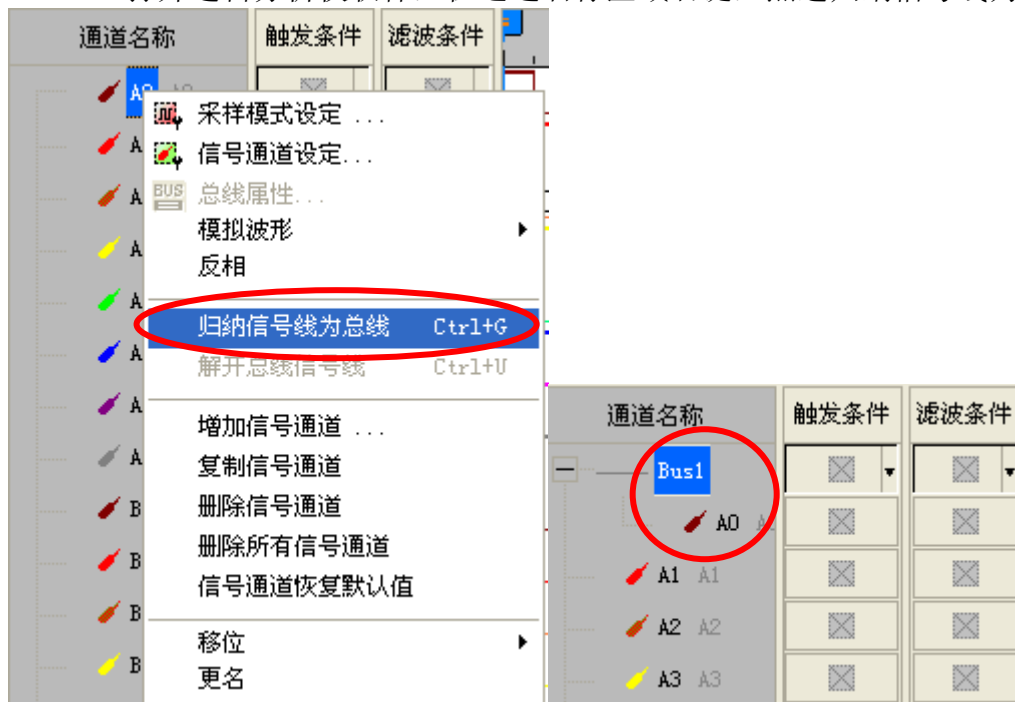 通道名称 触发条件 滤波条件
A0 A0
采样模式设定 ...
A
信号通道设定...
A
BUS 总线属性...
模拟波形
A
反相
A
归纳信号线为总线 Ctrl+G
A
解开总线信号线 Ctrl+U
A
增加信号通道 ...
A
复制信号通道
B
删除信号通道
删除所有信号通道
B
信号通道恢复默认值
B
移位
B
更名
通道名称 触发条件 滤波条件
Bus1
A0 A
A1 A1
A2 A2
A3 A3